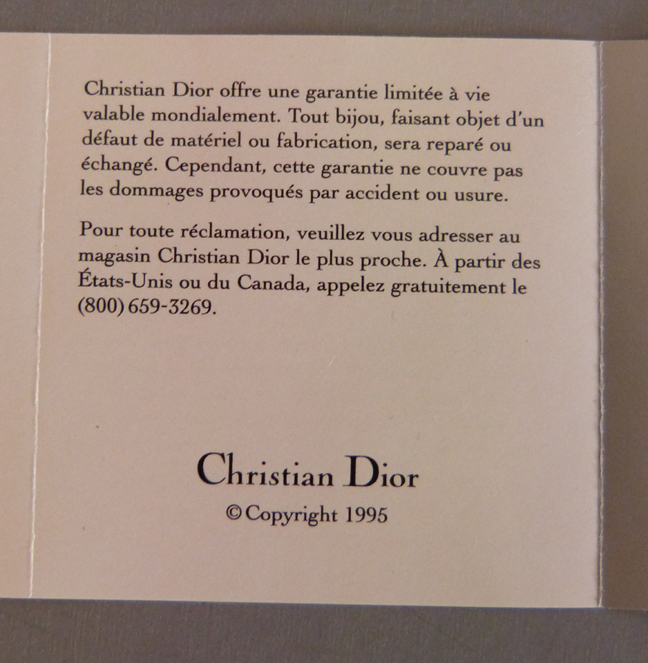 Christian Dior offre une garantie limitée à vie
valable mondialement. Tout bijou, faisant objet d'un
défaut de matériel ou fabrication, sera reparé ou
échangé. Cependant, cette garantie ne couvre pas
les dommages provoqués par accident ou usure.
Pour toute réclamation, veuillez vous adresser au
magasin Christian Dior le plus proche. À partir des
États-Unis ou du Canada, appelez gratuitement le
(800) 659-3269.
Christian Dior
© Copyright 1995